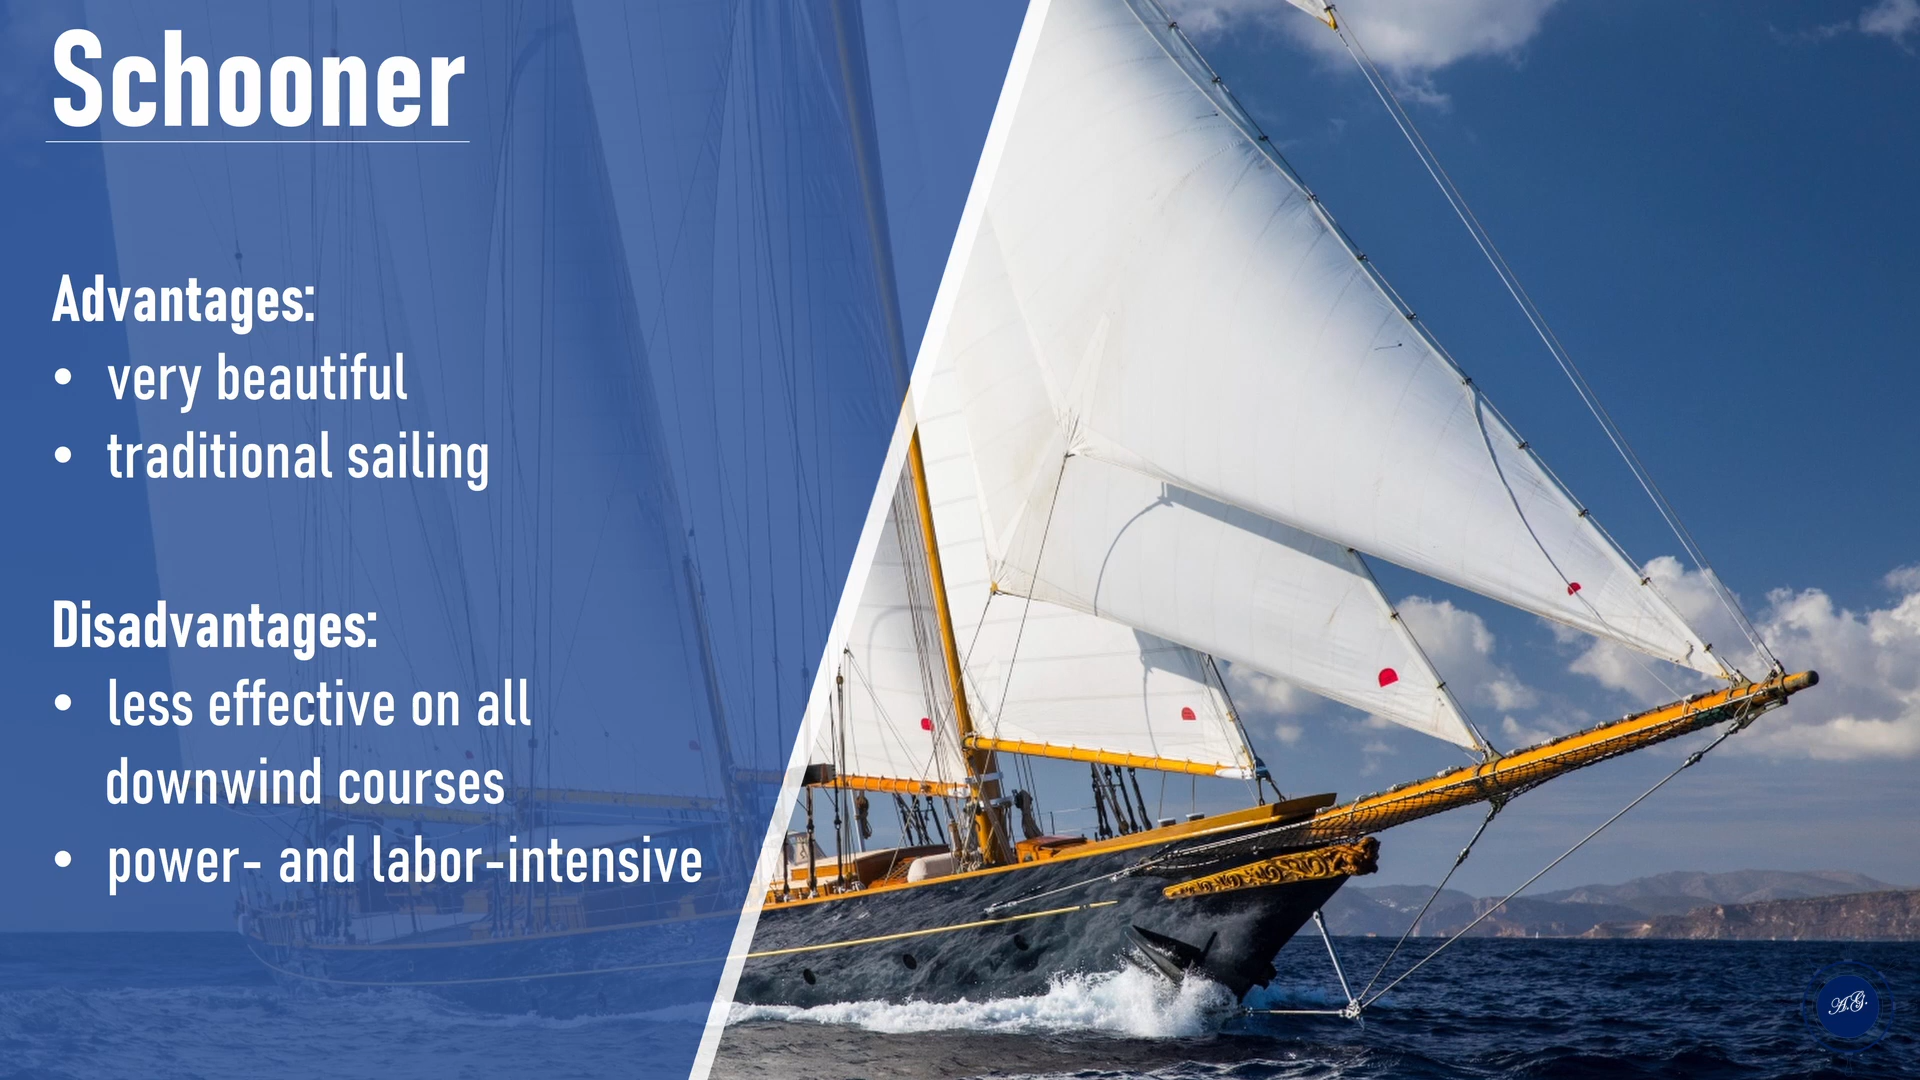 Schooner
Advantages:
• very beautiful
• traditional sailing
Disadvantages:
• less effective on all
downwind courses
• power- and labor-intensive
A.G.